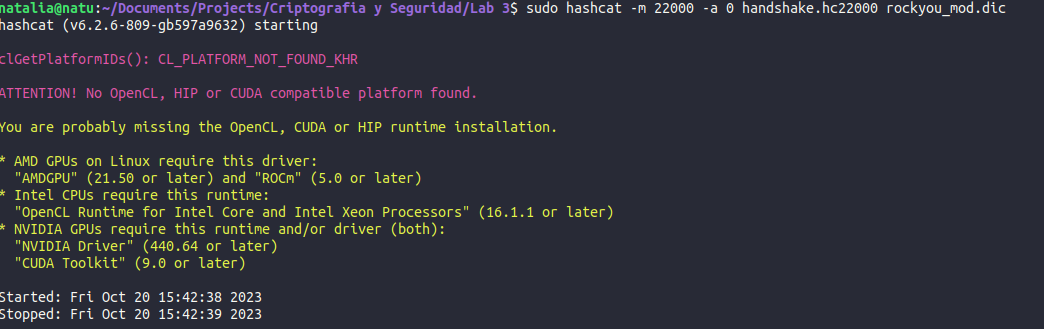 natalia@natu:~/Documents/Projects/Criptografia y Seguridad/Lab 3$ sudo hashcat -m 22000 -a 0 handshake.hc22000 rockyou_mod.dic
hashcat (v6.2.6-809-gb597a9632) starting
clGetPlatformIDs(): CL_PLATFORM_NOT_FOUND_KHR
ATTENTION! No OpenCL, HIP or CUDA compatible platform found.
You are probably missing the OpenCL, CUDA or HIP runtime installation.
* AMD GPUs on Linux require this driver:
"AMDGPU" (21.50 or later) and "ROCm" (5.0 or later)
* Intel CPUs require this runtime:
"OpenCL Runtime for Intel Core and Intel Xeon Processors" (16.1.1 or later)
* NVIDIA GPUs require this runtime and/or driver (both):
"NVIDIA Driver" (440.64 or later)
"CUDA Toolkit" (9.0 or later)
Started: Fri Oct 20 15:42:38 2023
Stopped: Fri Oct 20 15:42:39 2023